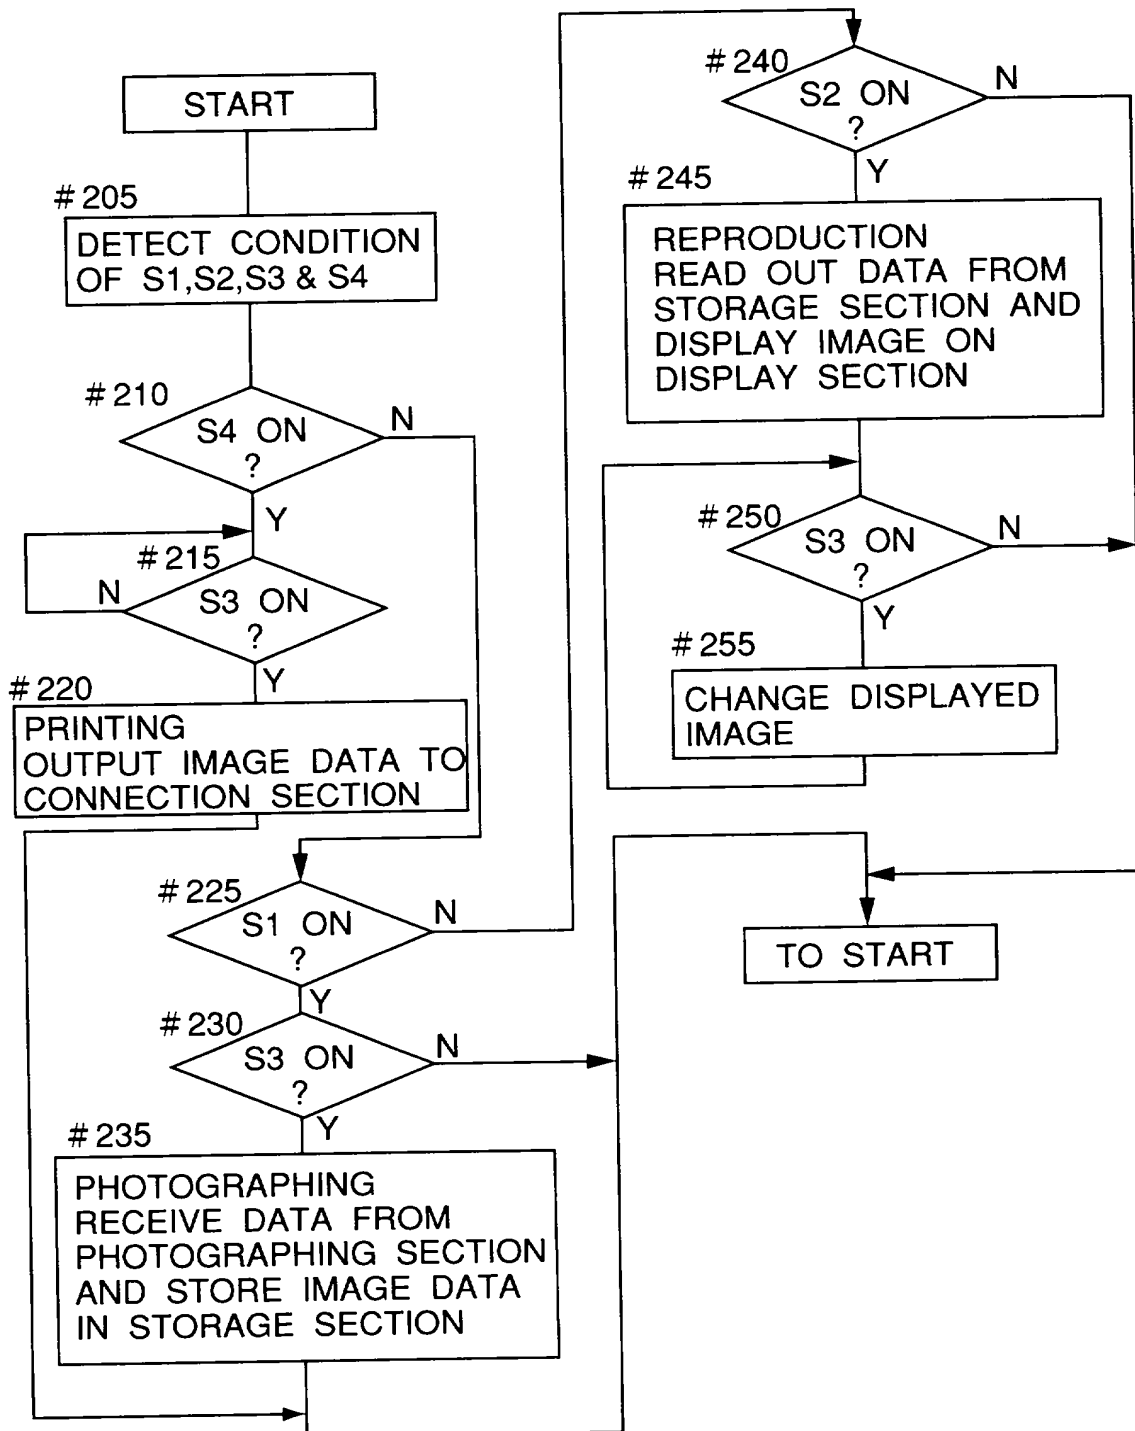 START
# 205
DETECT CONDITION
OF S1,S2,S3 & S4
# 210
S4 ON
?
N
Y
# 215
S3 ON
?
N
Y
# 220
PRINTING
OUTPUT IMAGE DATA TO
CONNECTION SECTION
# 225
S1 ON
?
N
Y
# 230
S3 ON
?
N
Y
# 235
PHOTOGRAPHING
RECEIVE DATA FROM
PHOTOGRAPHING SECTION
AND STORE IMAGE DATA
IN STORAGE SECTION
# 240
S2 ON
?
N
Y
# 245
REPRODUCTION
READ OUT DATA FROM
STORAGE SECTION AND
DISPLAY IMAGE ON
DISPLAY SECTION
# 250
S3 ON
?
N
Y
# 255
CHANGE DISPLAYED
IMAGE
TO START